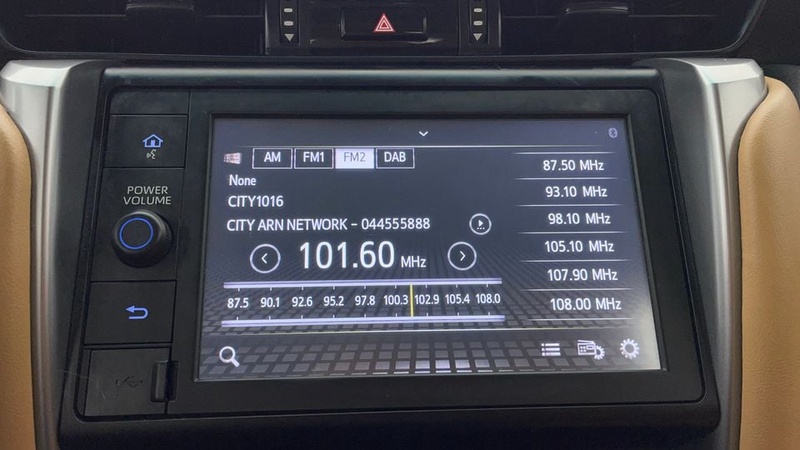 POWER
VOLUME
AM FM1 FM2 DAB
None
CITY1016
CITY ARN NETWORK - 044555888
101.60 MHz
87.5 90.1 92.6 95.2 97.8 100.3 102.9 105.4 108.0
87.50 MHz
93.10 MHz
98.10 MHz
105.10 MHz
107.90 MHz
108.00 MHz